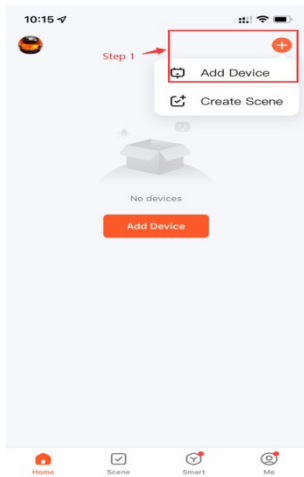 10:15
Step 1
Add Device
Create Scene
No devices
Add Device
Home
Scene
Smart
Me